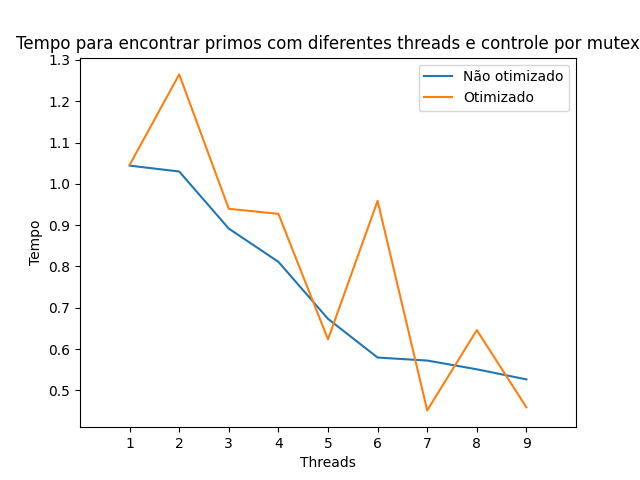 Tempo para encontrar primos com diferentes threads e controle por mutex
1.3
1.2
1.1
1.0
0.9
0.8
0.7
0.6
0.5
Tempo
Não otimizado
Otimizado
1 2 3 4 5 6 7 8 9
Threads